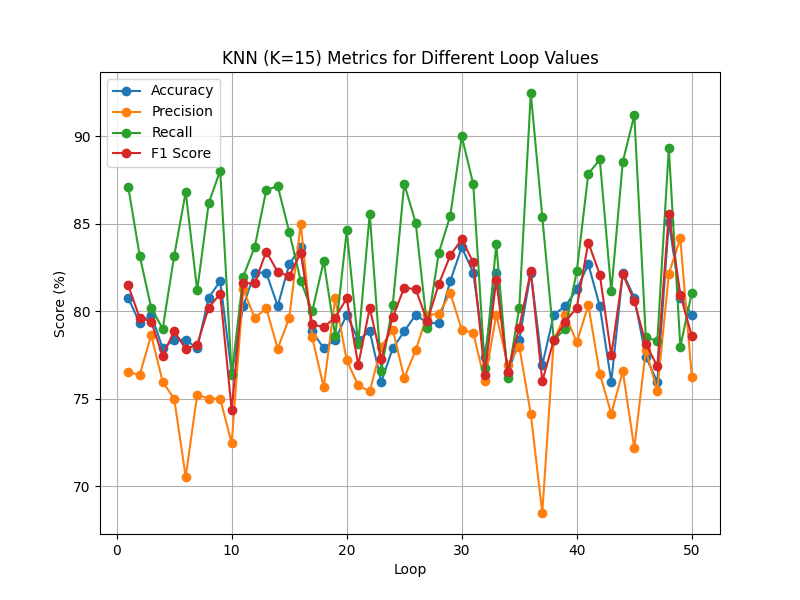 KNN (K=15) Metrics for Different Loop Values
Accuracy
Precision
Recall
F1 Score
Score (%)
90
85
80
75
70
0
10
20
30
40
50
Loop